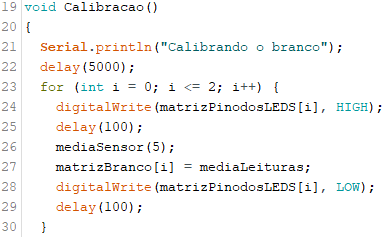 19 void Calibracao()
20 {
21   Serial.println("Calibrando o branco");
22   delay(5000);
23   for (int i = 0; i <= 2; i++) {
24     digitalWrite(matrizPinodosLEDS[i], HIGH);
25     delay(100);
26     mediaSensor(5);
27     matrizBranco[i] = mediaLeituras;
28     digitalWrite(matrizPinodosLEDS[i], LOW);
29     delay(100);
30   }